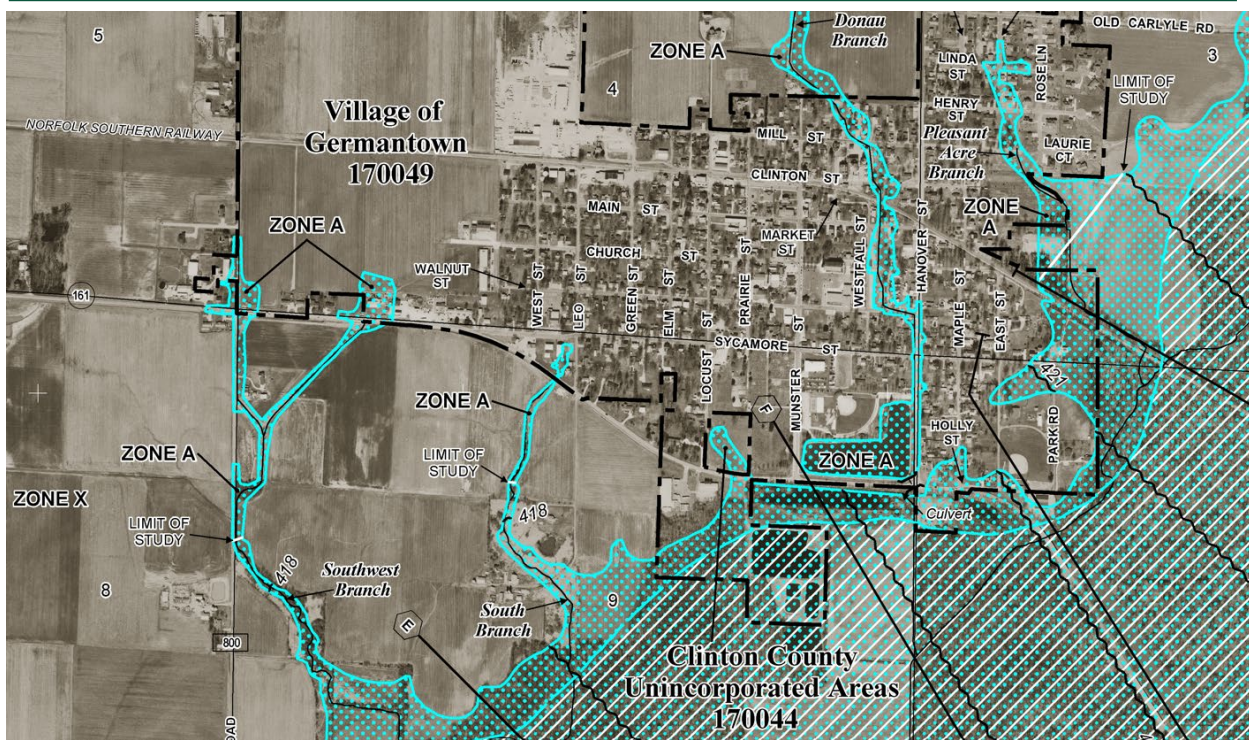 5
Donau
Branch
ZONE A
4
OLD CARLYLE RD
3
LINDA
ST
ROSE LN
LIMIT OF
STUDY
HENRY
ST
Village of
Germantown
170049
NORFOLK SOUTHERN RAILWAY
MILL ST
Pleasant
Acre
Branch
LAURIE
CT
CLINTON ST
MAIN ST
ZONE
A
ZONE A
MARKET
ST
CHURCH ST
WALNUT
ST
WEST ST
LEO
GREEN ST
ELM ST
LOCUST ST
PRAIRIE ST
MUNSTER ST
WESTFALL ST
HANOVER ST
MAPLE ST
EAST ST
161
SYCAMORE ST
421
ZONE A
F
HOLLY
ST
PARK RD
ZONE A
LIMIT OF
STUDY
ZONE A
ZONE X
418
Culvert
LIMIT OF
STUDY
418
Southwest
Branch
8
9
South
Branch
E
800
Clinton County
Unincorporated Areas
170044